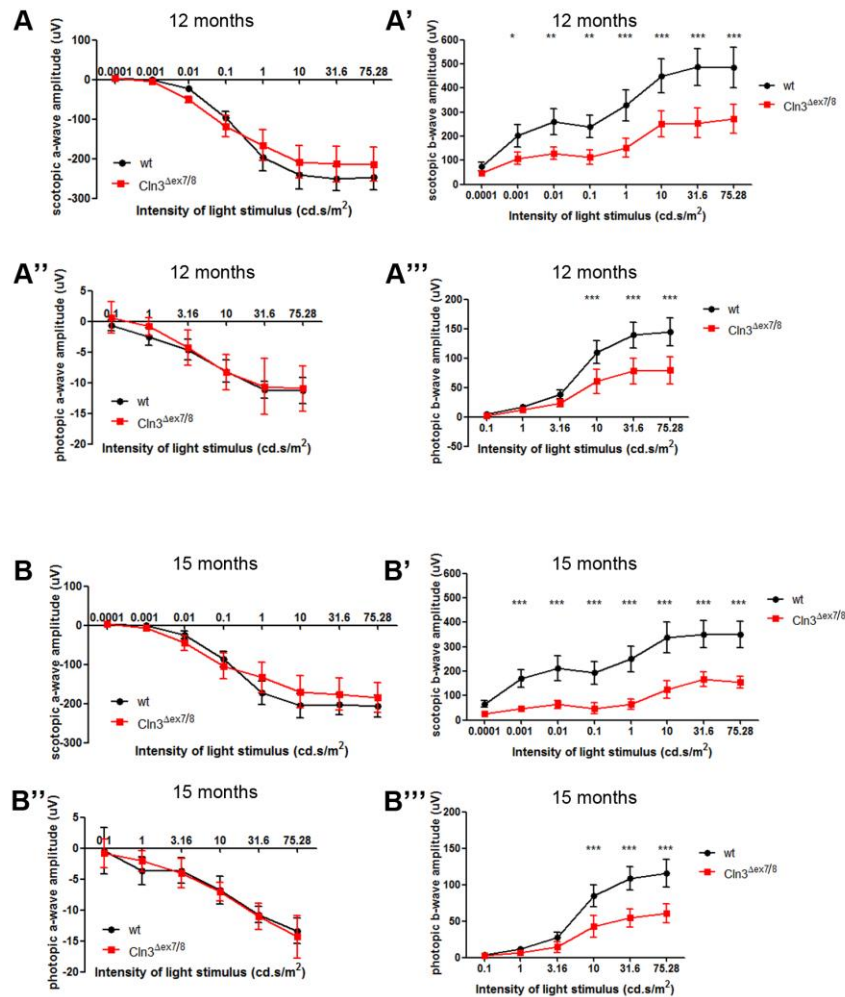 A
12 months
0.0001 0.001 0.01 0.1 1 10 31.6 75.28
100
0
-100
-200
-300
scotopic a-wave amplitude (uV)
wt
Cln3Δex7/8
Intensity of light stimulus (cd.s/m²)
A'
12 months
* ** ** *** *** *** ***
600
500
400
300
200
100
0
scotopic b-wave amplitude (uV)
wt
Cln3Δex7/8
0.0001 0.001 0.01 0.1 1 10 31.6 75.28
Intensity of light stimulus (cd.s/m²)
A''
12 months
5
0
-5
-10
-15
-20
photopic a-wave amplitude (uV)
0.1 1 3.16 10 31.6 75.28
wt
Cln3Δex7/8
Intensity of light stimulus (cd.s/m²)
A'''
12 months
*** *** ***
200
150
100
50
0
-50
photopic b-wave amplitude (uV)
wt
Cln3Δex7/8
0.1 1 3.16 10 31.6 75.28
Intensity of light stimulus (cd.s/m²)
B
15 months
100
0
-100
-200
-300
scotopic a-wave amplitude (uV)
0.0001 0.001 0.01 0.1 1 10 31.6 75.28
wt
Cln3Δex7/8
Intensity of light stimulus (cd.s/m²)
B'
15 months
*** *** *** *** *** *** ***
600
500
400
300
200
100
0
scotopic b-wave amplitude (uV)
wt
Cln3Δex7/8
0.0001 0.001 0.01 0.1 1 10 31.6 75.28
Intensity of light stimulus (cd.s/m²)
B''
15 months
5
0
-5
-10
-15
-20
photopic a-wave amplitude (uV)
0.1 1 3.16 10 31.6 75.28
wt
Cln3Δex7/8
Intensity of light stimulus (cd.s/m²)
B'''
15 months
*** *** ***
200
150
100
50
0
photopic b-wave amplitude (uV)
wt
Cln3Δex7/8
0.1 1 3.16 10 31.6 75.28
Intensity of light stimulus (cd.s/m²)